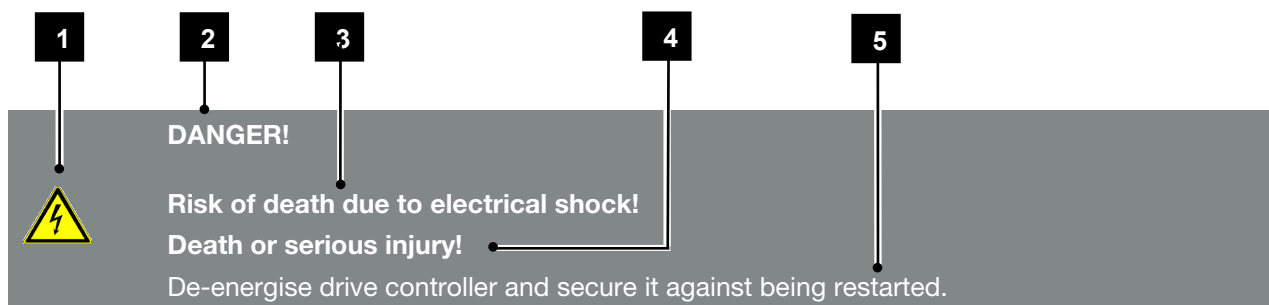 1 2 3 4 5
DANGER!
Risk of death due to electrical shock!
Death or serious injury!
De-energise drive controller and secure it against being restarted.